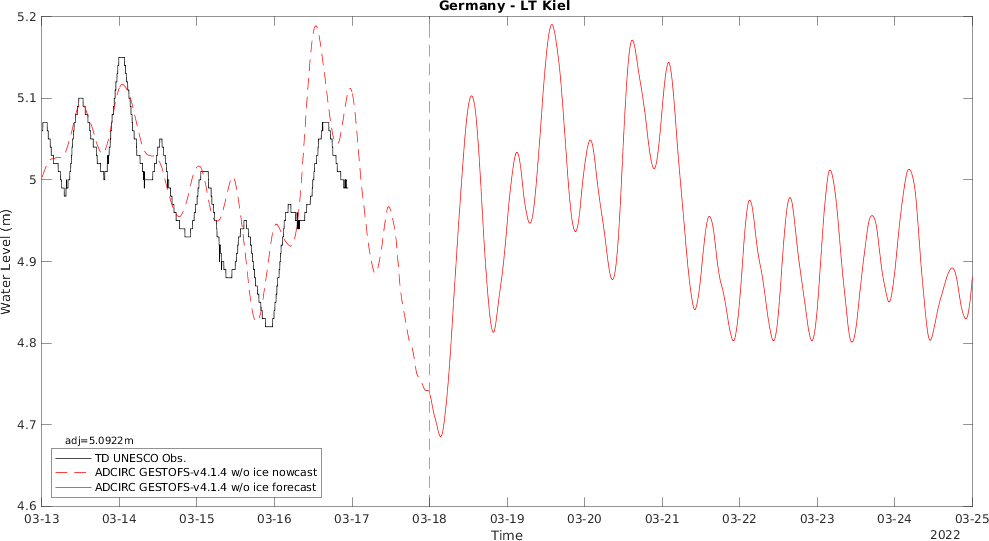 Germany - LT Kiel
5.2
5.1
5
4.9
4.8
4.7
4.6
Water Level (m)
adj=5.0922m
TD UNESCO Obs.
ADCIRC GESTOFS-v4.1.4 w/o ice nowcast
ADCIRC GESTOFS-v4.1.4 w/o ice forecast
03-13 03-14 03-15 03-16 03-17 03-18 03-19 03-20 03-21 03-22 03-23 03-24 03-25
Time
2022